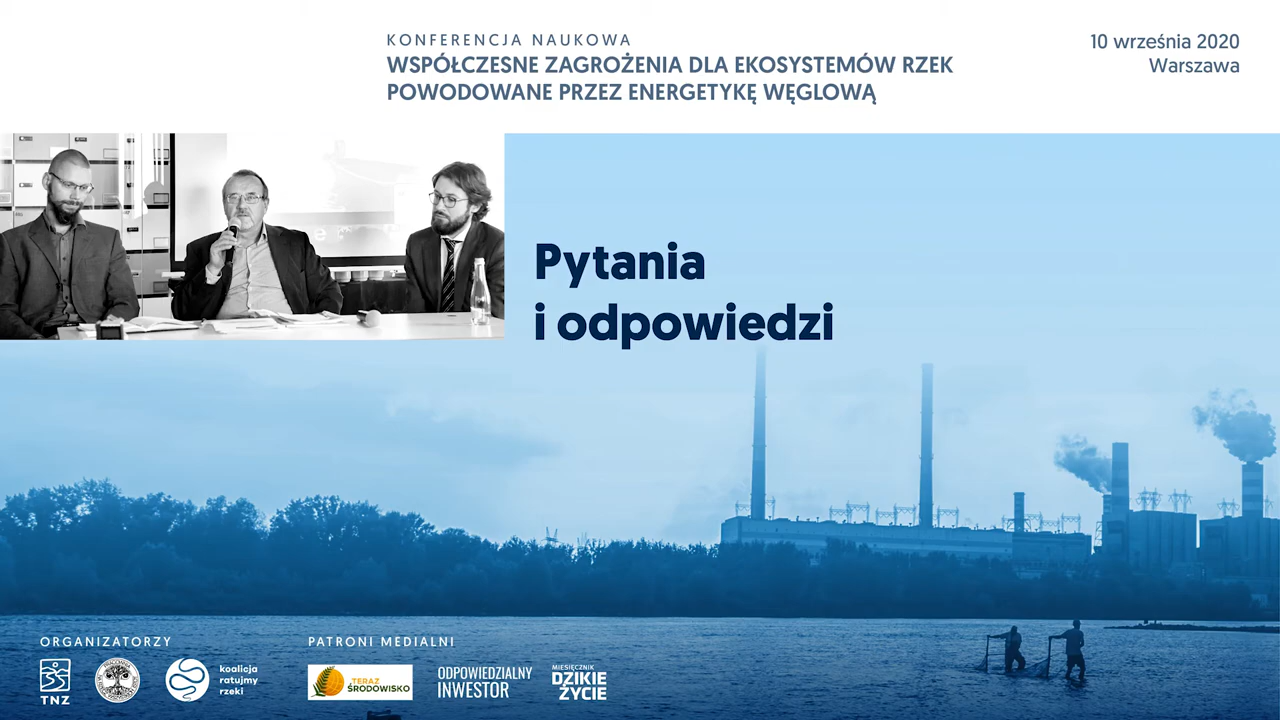 KONFERENCJA NAUKOWA
WSPÓŁCZESNE ZAGROŻENIA DLA EKOSYSTEMÓW RZEK
POWODOWANE PRZEZ ENERGETYKĘ WĘGLOWĄ
10 września 2020
Warszawa
Pytania
i odpowiedzi
ORGANIZATORZY
TNZ
koalicja
ratujmy
rzeki
PATRONI MEDIALNI
TERAZ
ŚRODOWISKO
ODPOWIEDZIALNY
INWESTOR
MIESIĘCZNIK
DZIKIE
ŻYCIE